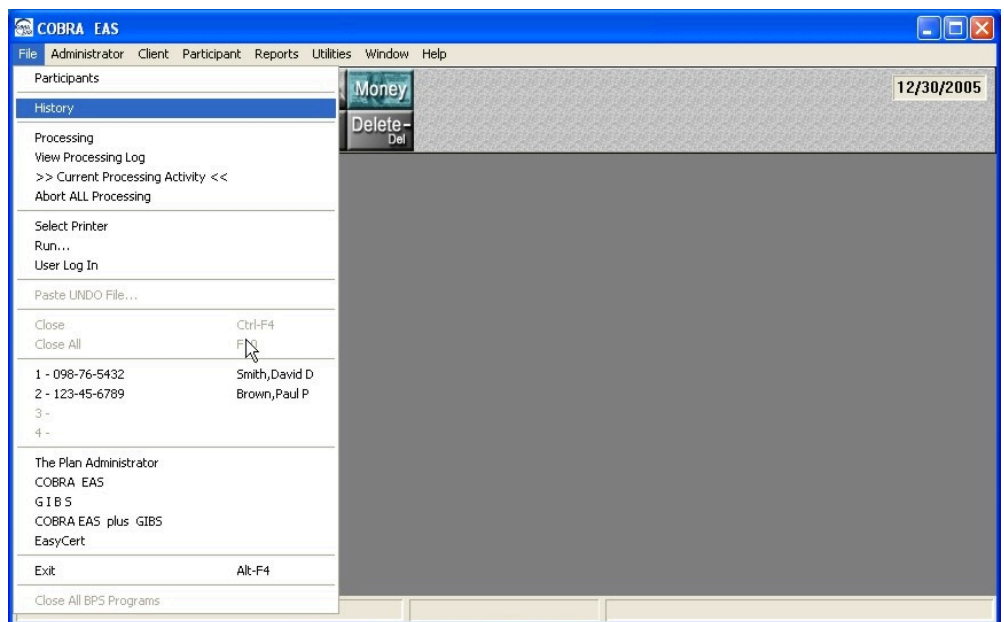 COBRA EAS
File Administrator Client Participant Reports Utilities Window Help
Participants
Money
12/30/2005
History
Delete-
Del
Processing
View Processing Log
>> Current Processing Activity <<
Abort ALL Processing
Select Printer
Run...
User Log In
Paste UNDO File...
Close Ctrl-F4
Close All
1 - 098-76-5432 Smith,David D
2 - 123-45-6789 Brown,Paul P
3 -
4 -
The Plan Administrator
COBRA EAS
G I B S
COBRA EAS plus GIBS
EasyCert
Exit Alt-F4
Close All BPS Programs